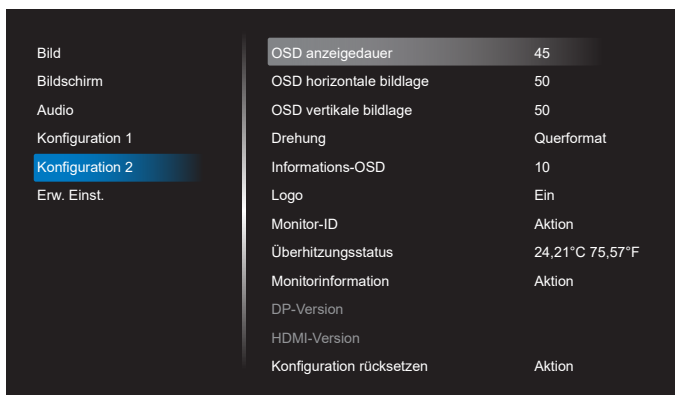 Bild
Bildschirm
Audio
Konfiguration 1
Konfiguration 2
Erw. Einst.
OSD anzeigedauer 45
OSD horizontale bildlage 50
OSD vertikale bildlage 50
Drehung Querformat
Informations-OSD 10
Logo Ein
Monitor-ID Aktion
Überhitzungsstatus 24,21°C 75,57°F
Monitorinformation Aktion
DP-Version
HDMI-Version
Konfiguration rücksetzen Aktion